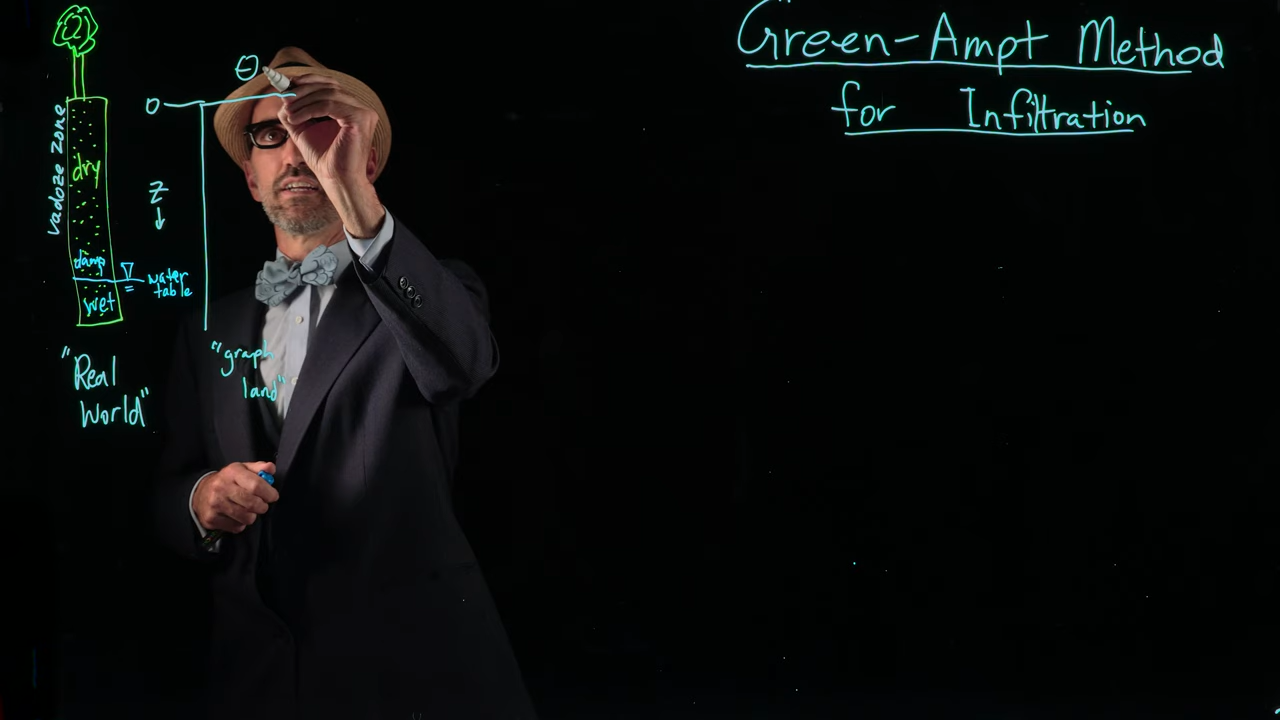 Green-Ampt Method
for Infiltration
vadoze zone
dry
damp
wet
water
table
"Real
World"
0
z
θ
"graph
land"